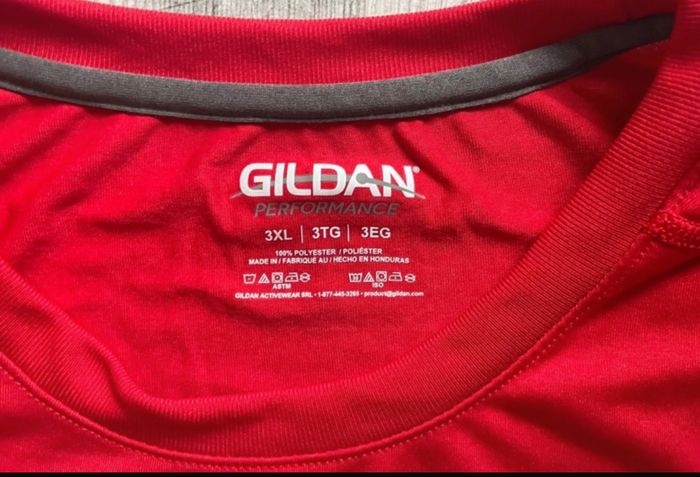 GILDAN®
PERFORMANCE
3XL | 3TG | 3EG
100% POLYESTER / POLIÉSTER
MADE IN / FABRIQUÉ AU / HECHO EN HONDURAS
ASTM ISO
GILDAN ACTIVEWEAR SRL • 1-877-445-3265 • product@gildan.com